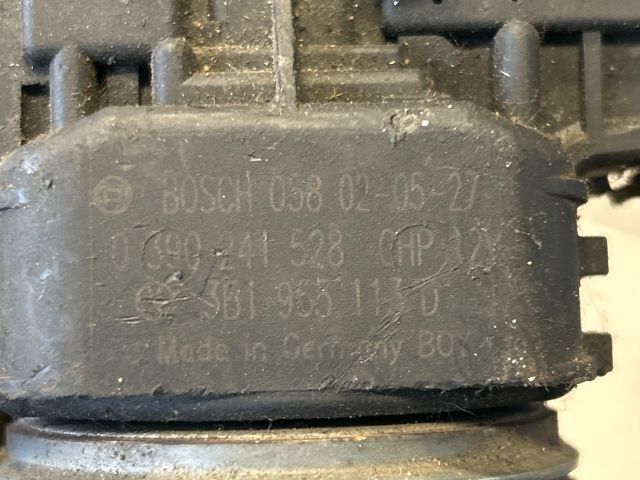 BOSCH 058 02-05-27
0 390 241 528 CHP 12V
3B1 955 113 D
Made in Germany